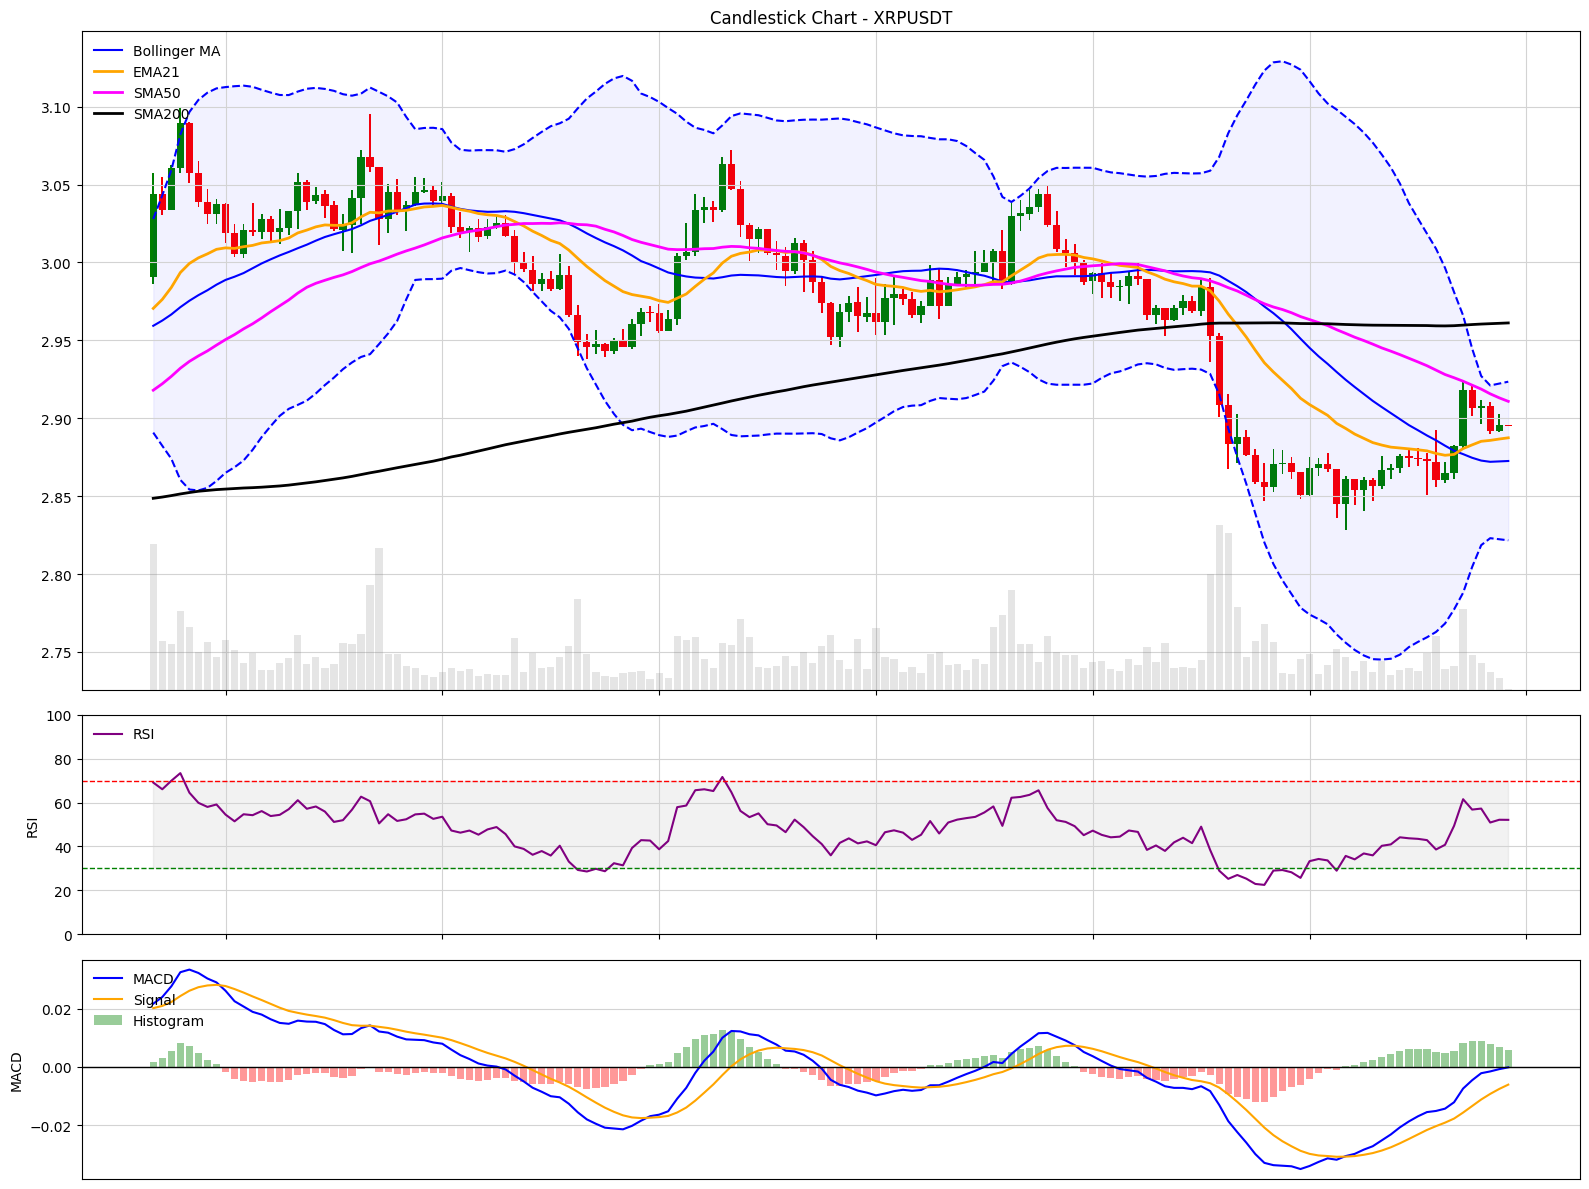 Candlestick Chart - XRPUSDT
Bollinger MA
EMA21
SMA50
SMA200
3.10
3.05
3.00
2.95
2.90
2.85
2.80
2.75
RSI
100
80
60
40
20
0
RSI
MACD
Signal
Histogram
0.02
0.00
−0.02
MACD